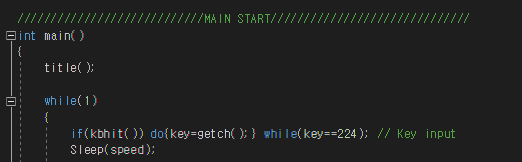 ////////////////////////////MAIN START//////////////////////////////
int main()
{
title();
while(1)
{
if(kbhit()) do{key=getch();} while(key==224); // Key input
Sleep(speed);